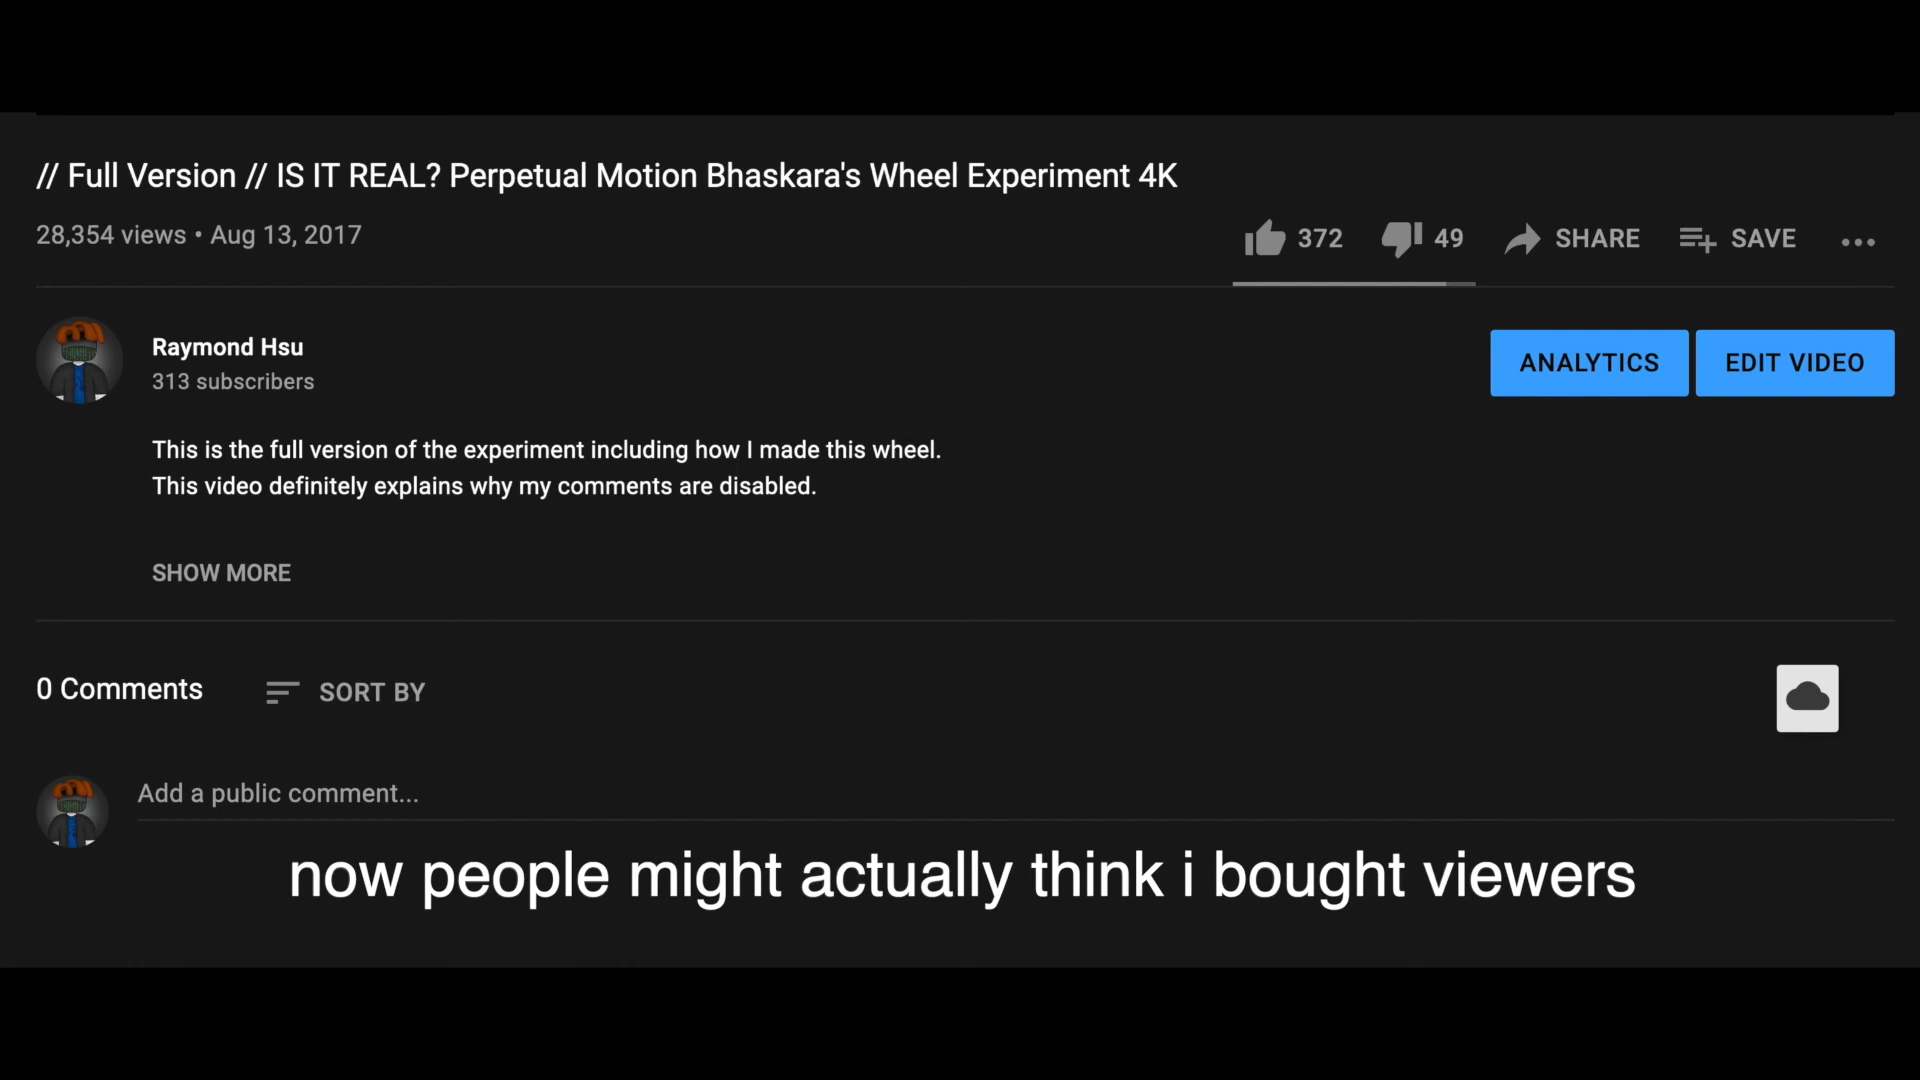 // Full Version // IS IT REAL? Perpetual Motion Bhaskara's Wheel Experiment 4K
28,354 views • Aug 13, 2017
372
49
SHARE
SAVE
Raymond Hsu
313 subscribers
ANALYTICS
EDIT VIDEO
This is the full version of the experiment including how I made this wheel.
This video definitely explains why my comments are disabled.
SHOW MORE
0 Comments
SORT BY
Add a public comment...
now people might actually think i bought viewers